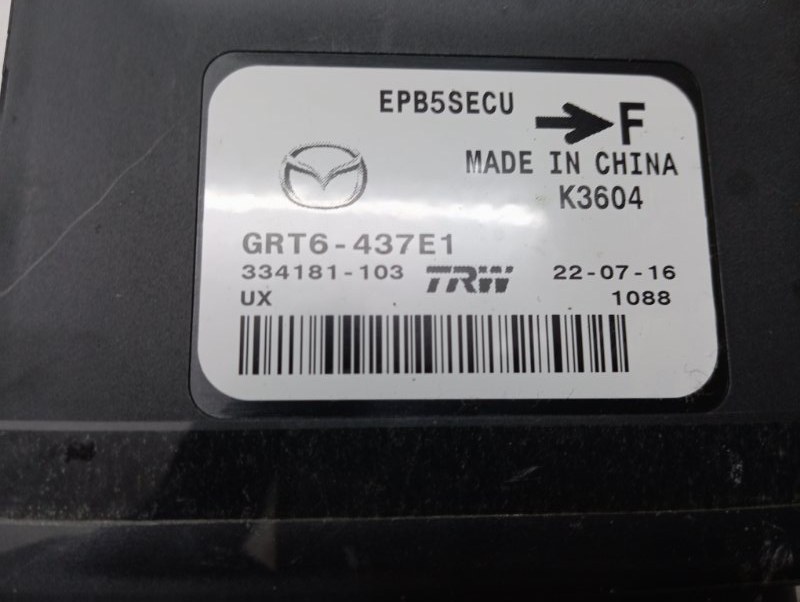 EPB5SECU
F
MADE IN CHINA
K3604
GRT6-437E1
334181-103 TRW 22-07-16
UX 1088